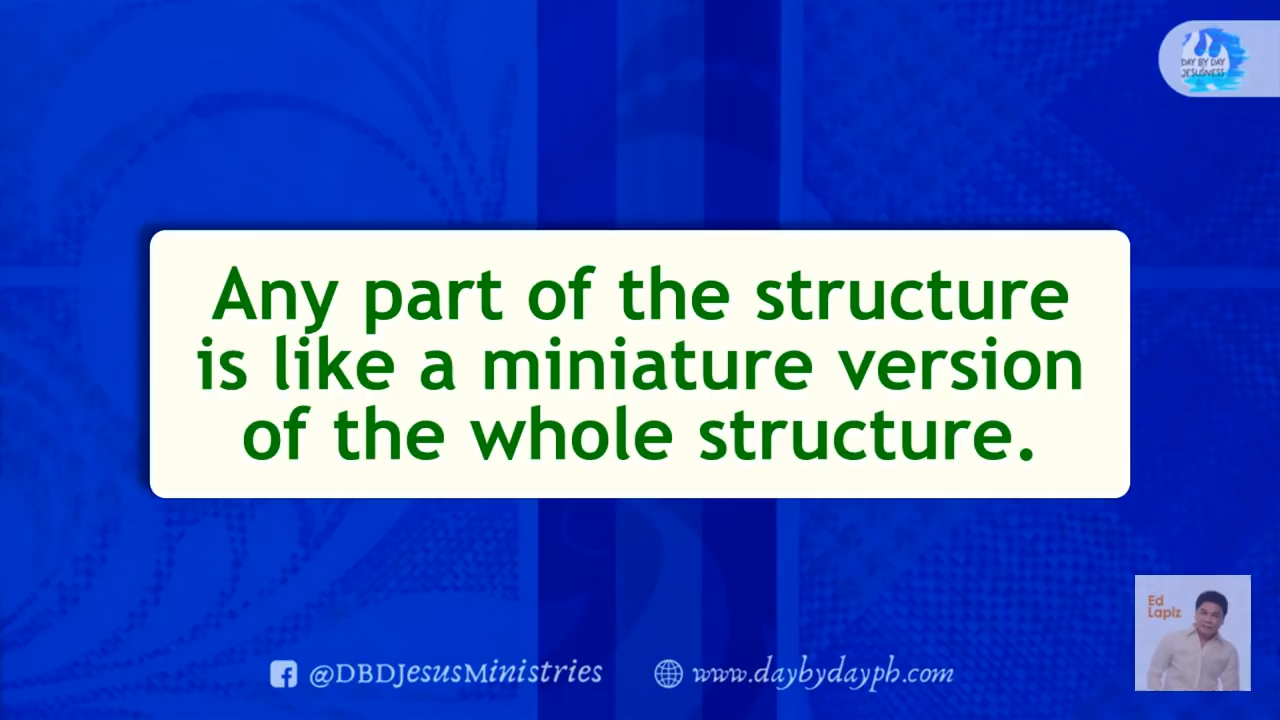 DAY BY DAY
JESUSNESS
Any part of the structure
is like a miniature version
of the whole structure.
Ed
Lapiz
@DBDJesusMinistries
www.daybydayph.com